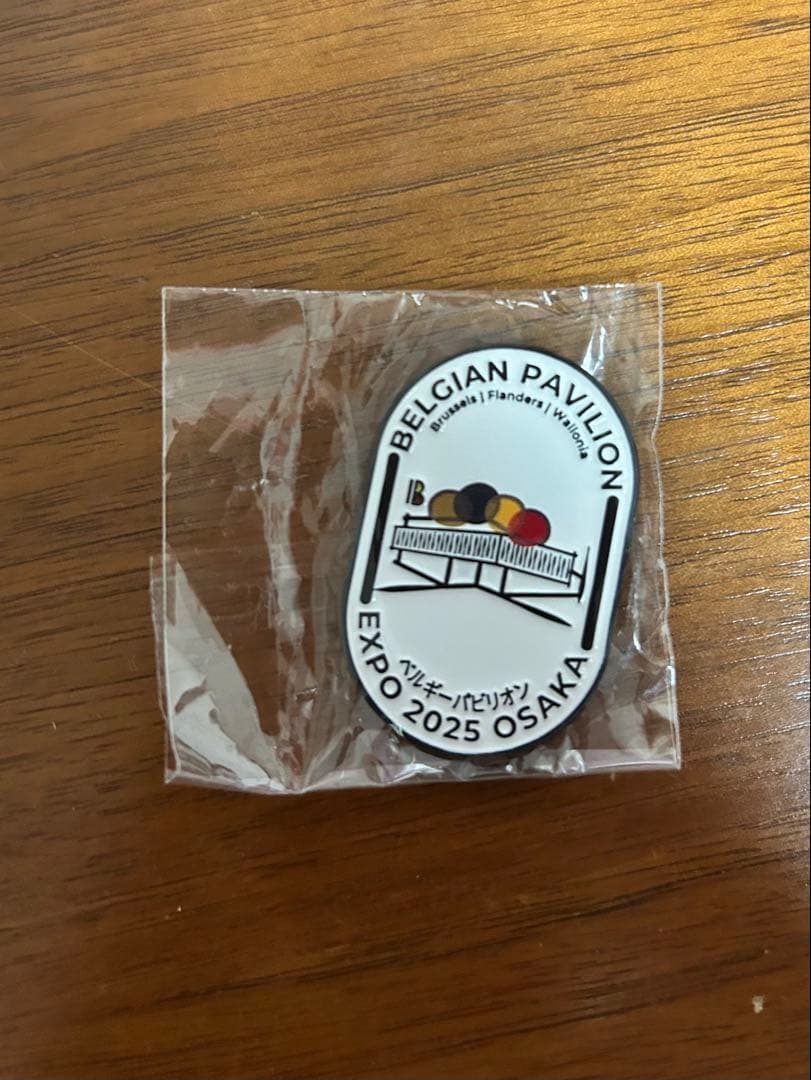 BELGIAN PAVILION
Brussels | Flanders | Wallonia
B
ベルギーパビリオン
EXPO 2025 OSAKA